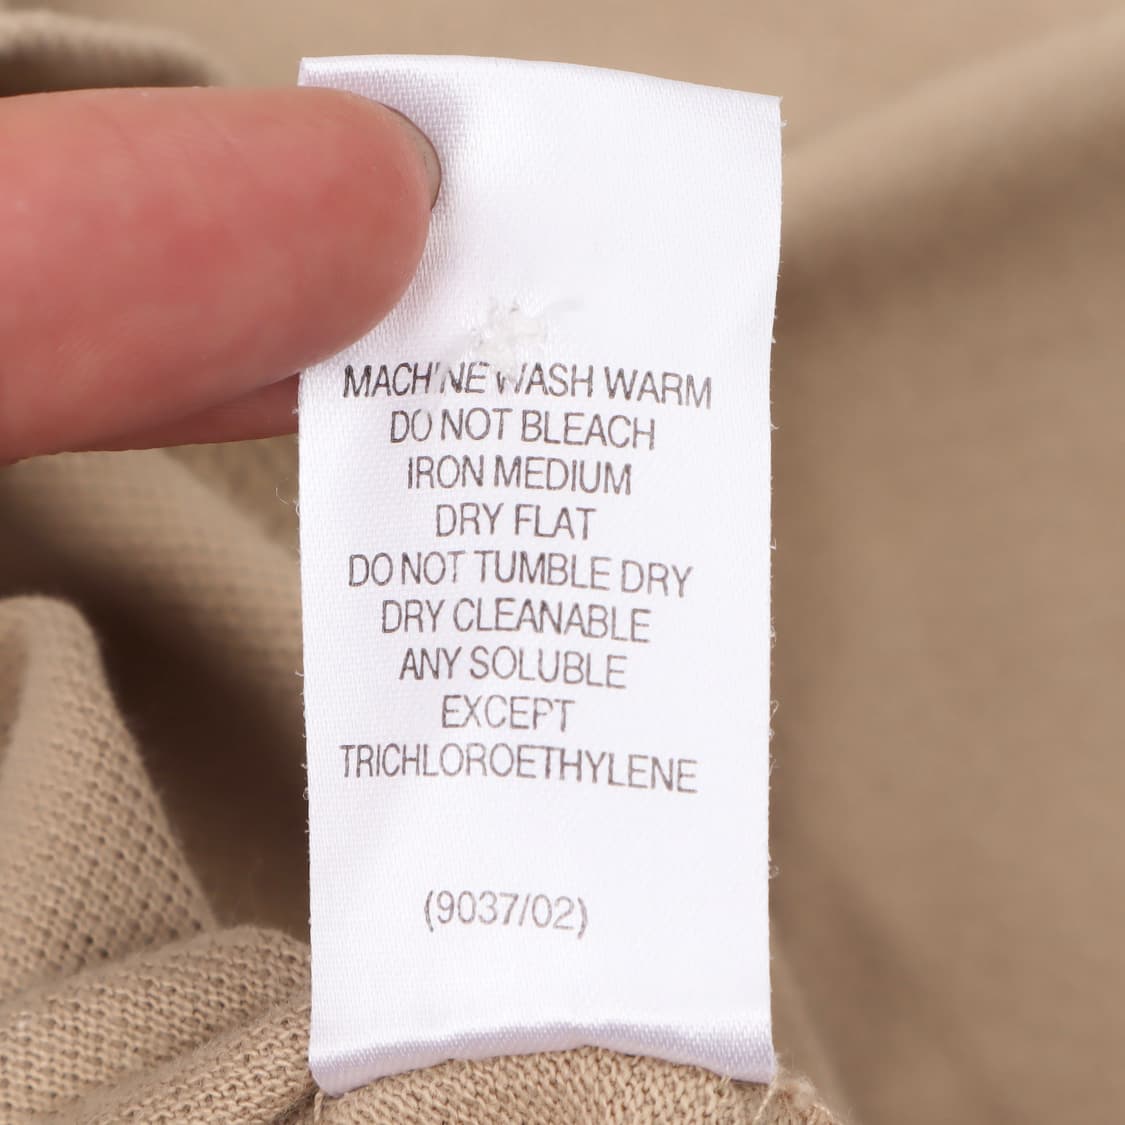 MACHINE WASH WARM
DO NOT BLEACH
IRON MEDIUM
DRY FLAT
DO NOT TUMBLE DRY
DRY CLEANABLE
ANY SOLUBLE
EXCEPT
TRICHLOROETHYLENE
(9037/02)